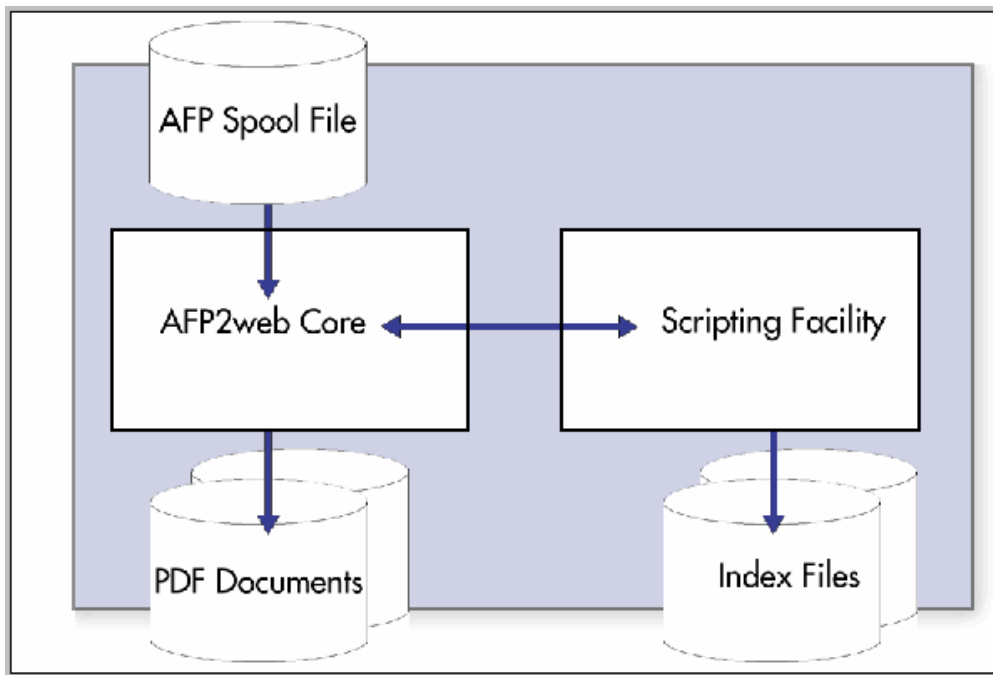 AFP Spool File
AFP2web Core
Scripting Facility
PDF Documents
Index Files